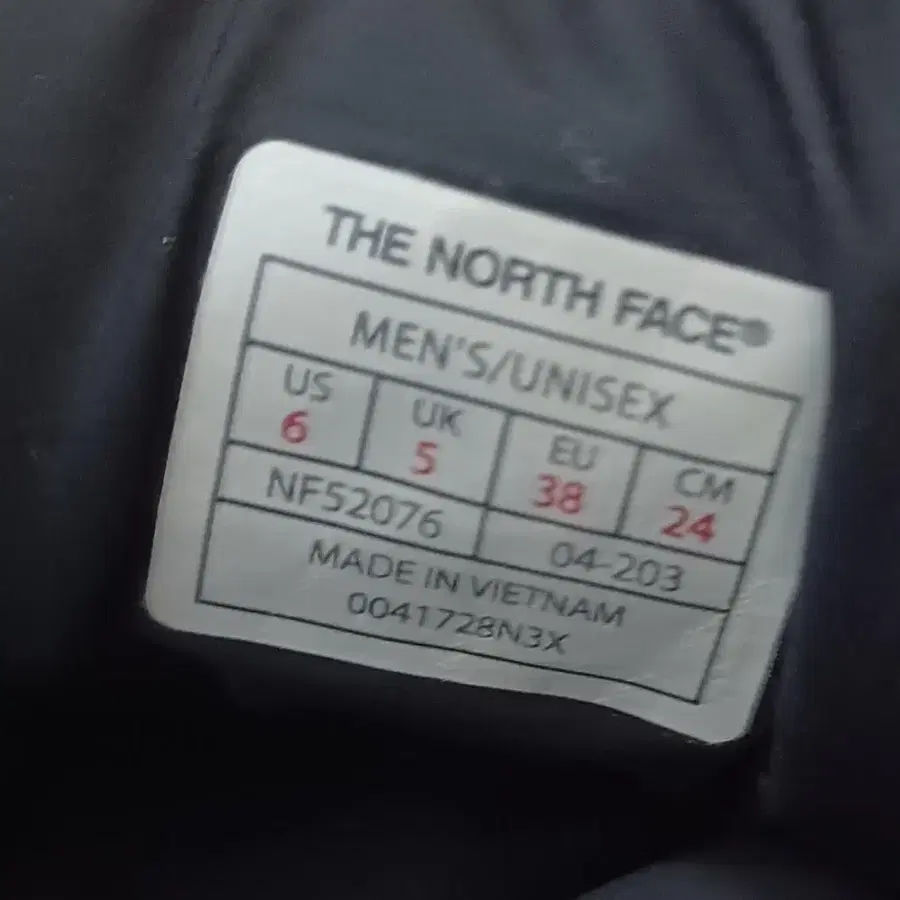 THE NORTH FACE®
MEN'S/UNISEX
US UK EU CM
6 5 38 24
NF52076 04-203
MADE IN VIETNAM
0041728N3X